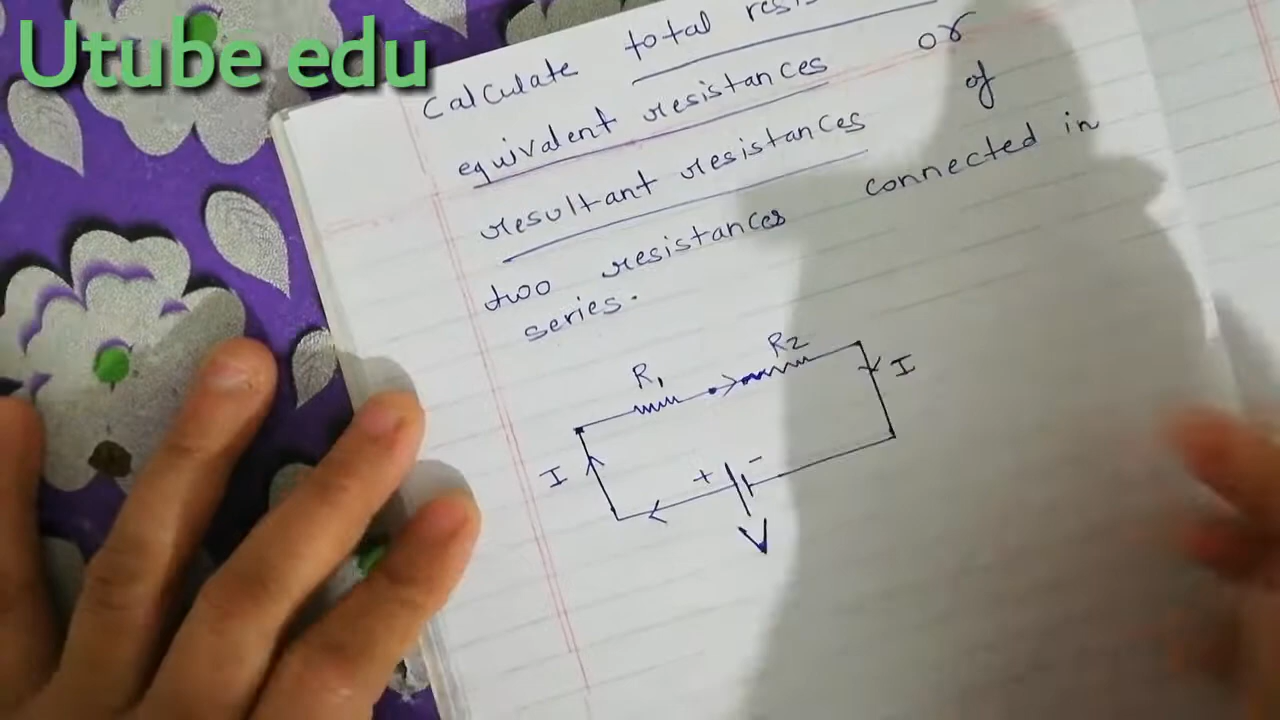 Utube edu
Calculate total
equivalent resistances or
resultant resistances of
two resistances connected in
series.
R1 R2
I
I
+ -
V